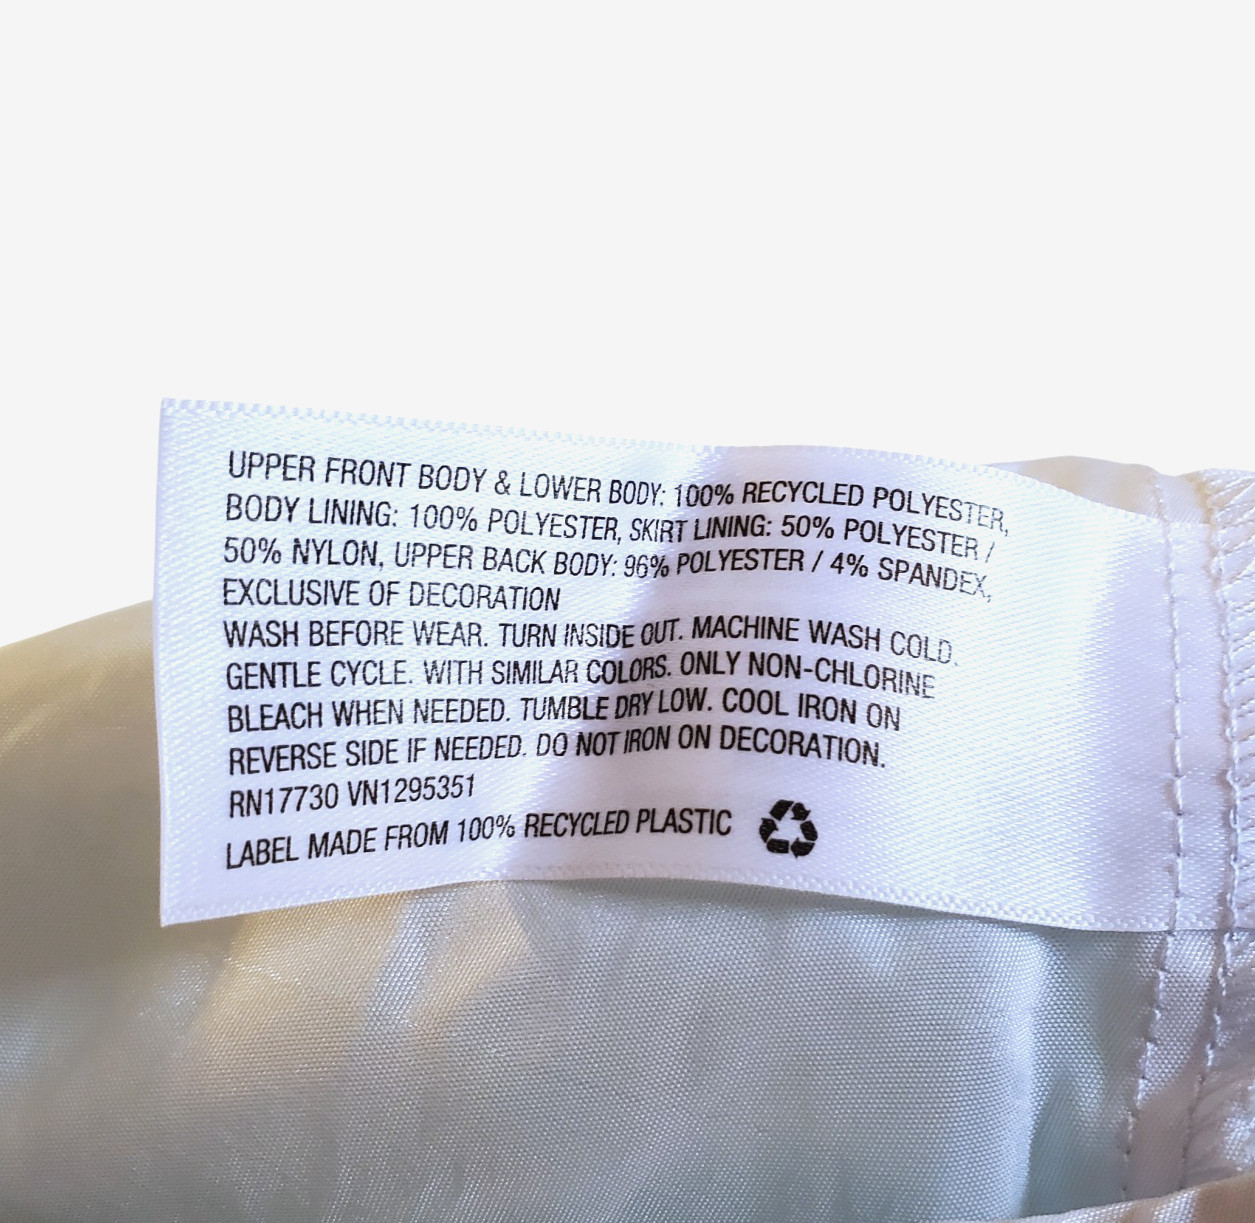 UPPER FRONT BODY & LOWER BODY: 100% RECYCLED POLYESTER,
BODY LINING: 100% POLYESTER, SKIRT LINING: 50% POLYESTER /
50% NYLON, UPPER BACK BODY: 96% POLYESTER / 4% SPANDEX,
EXCLUSIVE OF DECORATION
WASH BEFORE WEAR. TURN INSIDE OUT. MACHINE WASH COLD.
GENTLE CYCLE. WITH SIMILAR COLORS. ONLY NON-CHLORINE
BLEACH WHEN NEEDED. TUMBLE DRY LOW. COOL IRON ON
REVERSE SIDE IF NEEDED. DO NOT IRON ON DECORATION.
RN17730 VN1295351
LABEL MADE FROM 100% RECYCLED PLASTIC